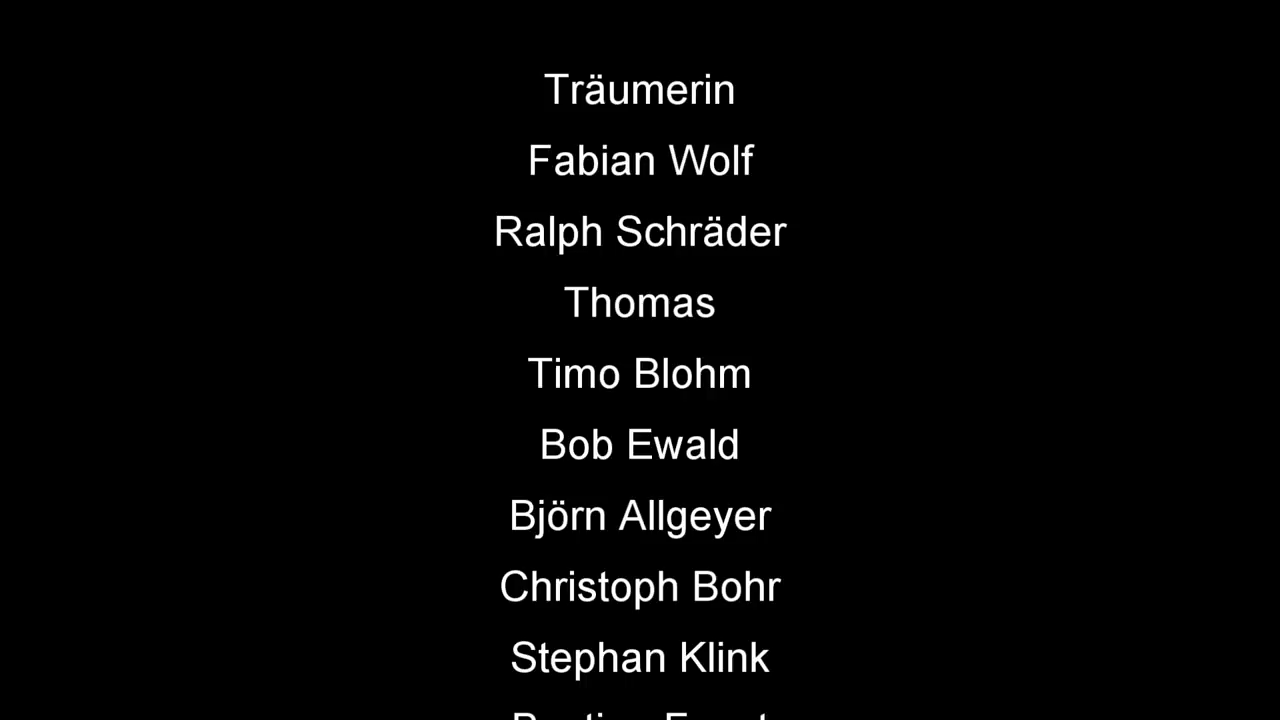 Träumerin
Fabian Wolf
Ralph Schräder
Thomas
Timo Blohm
Bob Ewald
Björn Allgeyer
Christoph Bohr
Stephan Klink